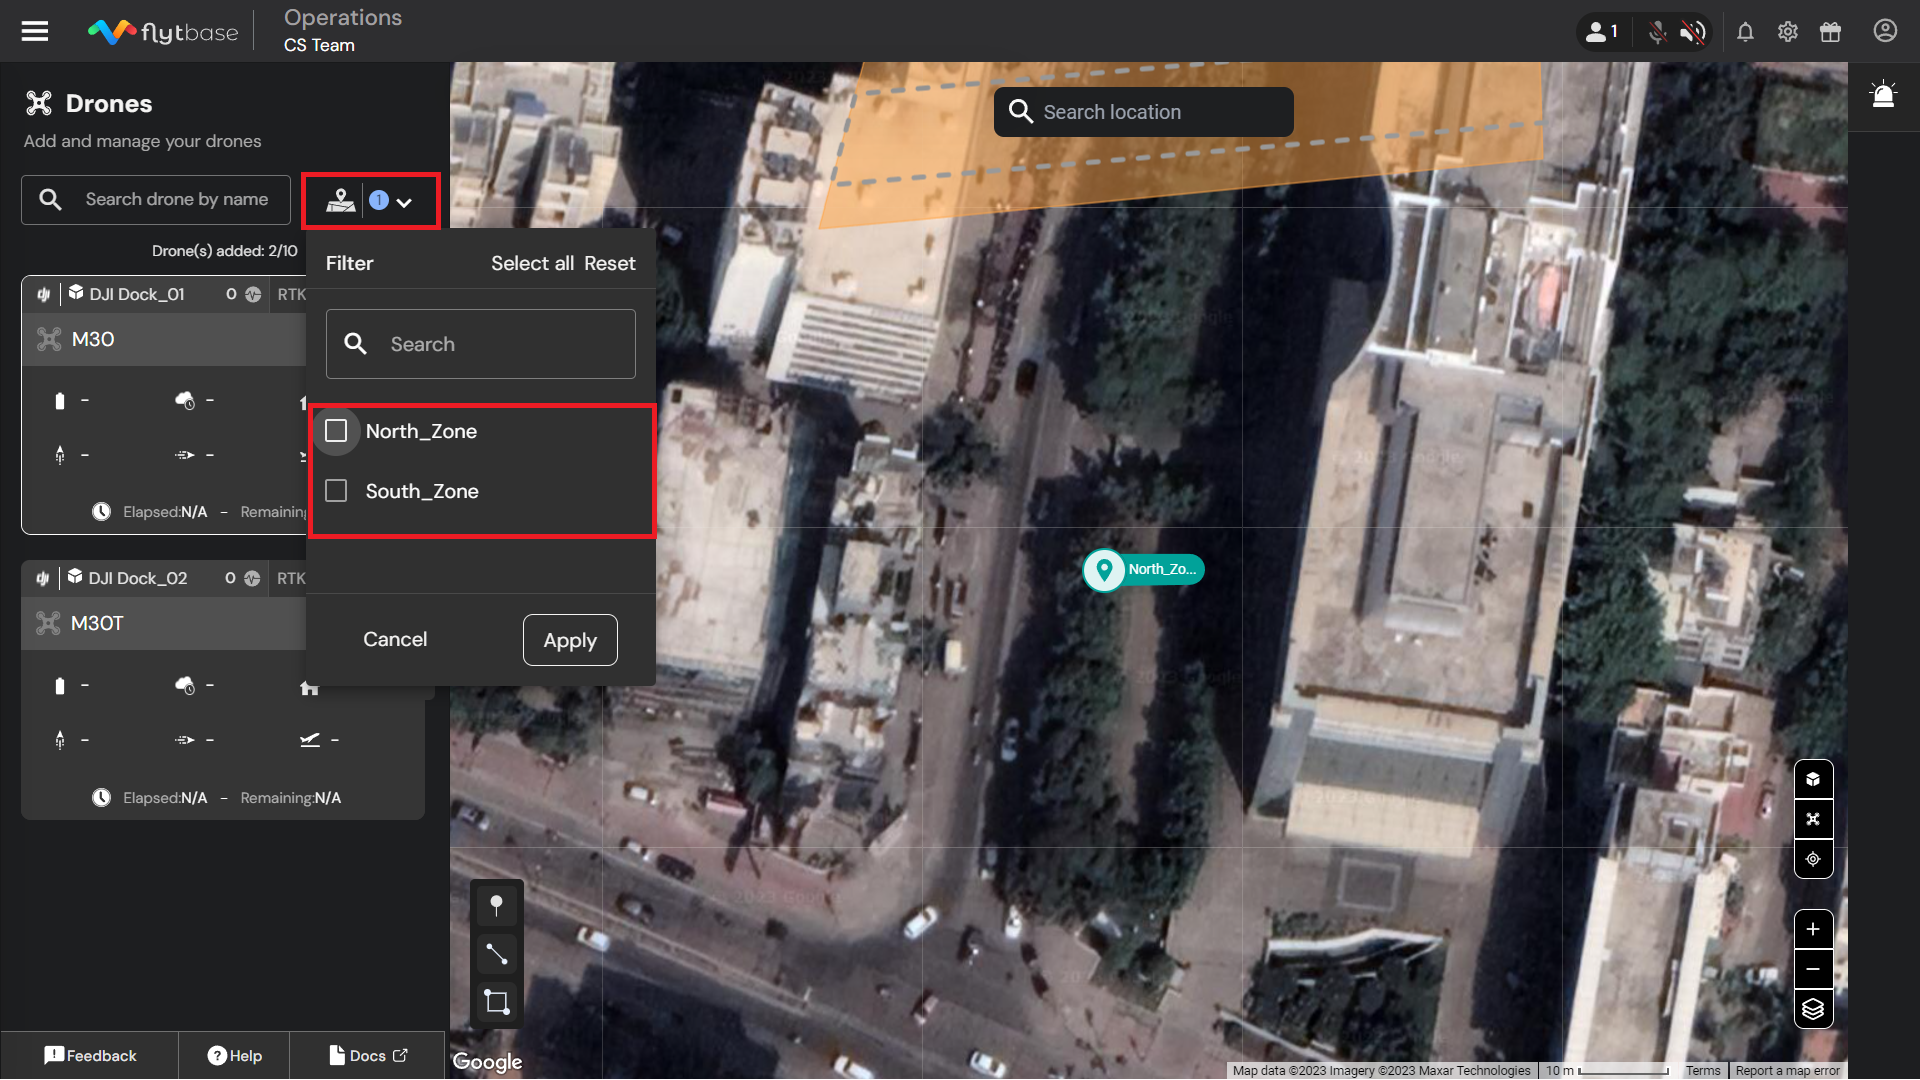 flytbase
Operations
CS Team
1
Drones
Add and manage your drones
Search drone by name
1
Drone(s) added: 2/10
Filter
Select all Reset
Search
North_Zone
South_Zone
Cancel
Apply
DJI Dock_01 0 RTK
M30
-
-
-
-
Elapsed:N/A - Remaining
DJI Dock_02 0 RTK
M30T
-
-
-
-
-
Elapsed:N/A - Remaining:N/A
Feedback
Help
Docs
Search location
North_Zo...
Google
Map data ©2023 Imagery ©2023 Maxar Technologies
10 m
Terms
Report a map error